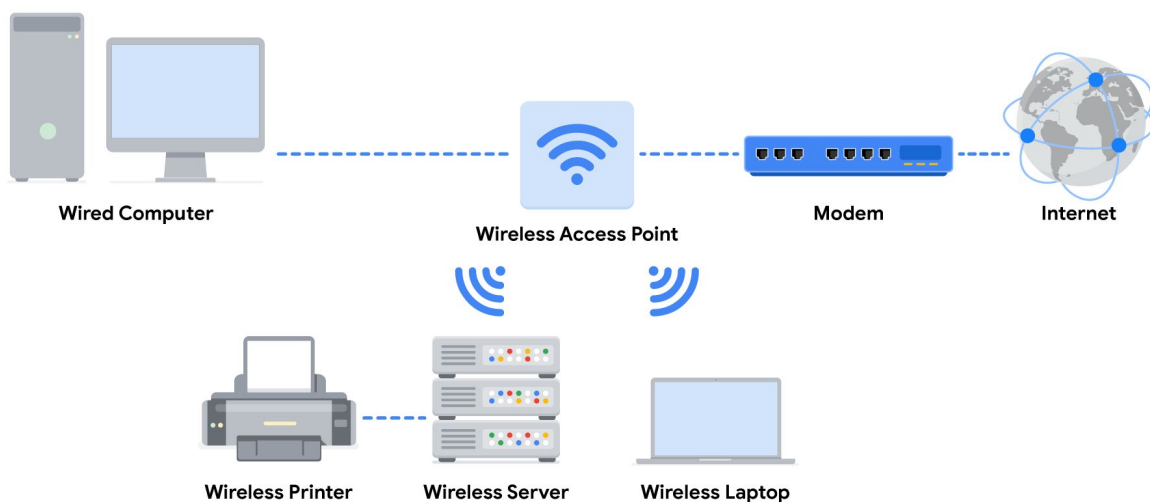 Wired Computer
Wireless Access Point
Modem
Internet
Wireless Printer
Wireless Server
Wireless Laptop